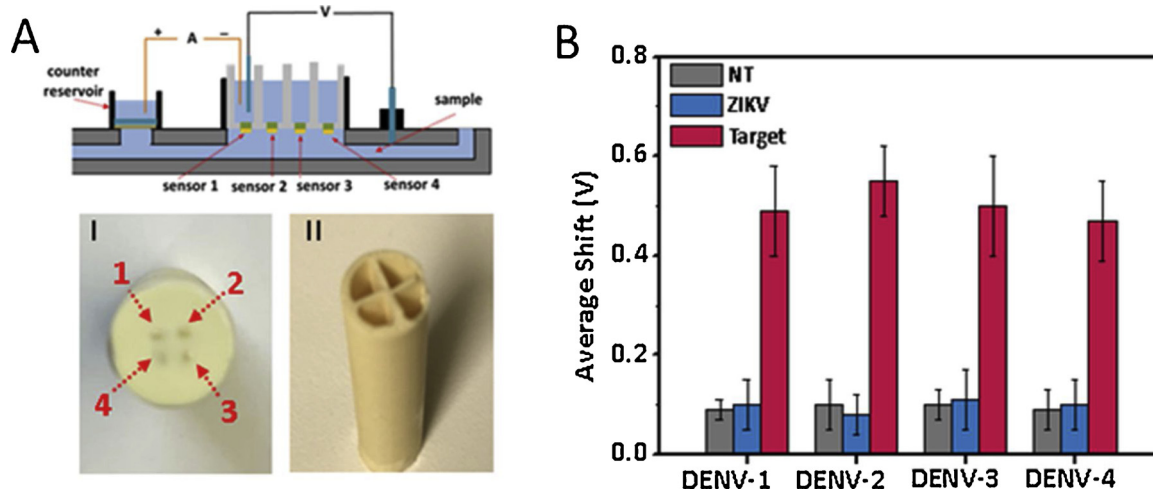 A
+ A −
V
counter
reservoir
sample
sensor 1
sensor 2
sensor 3
sensor 4
I
1
2
4
3
II
B
Average Shift (V)
0.8
0.6
0.4
0.2
0.0
NT
ZIKV
Target
DENV-1
DENV-2
DENV-3
DENV-4